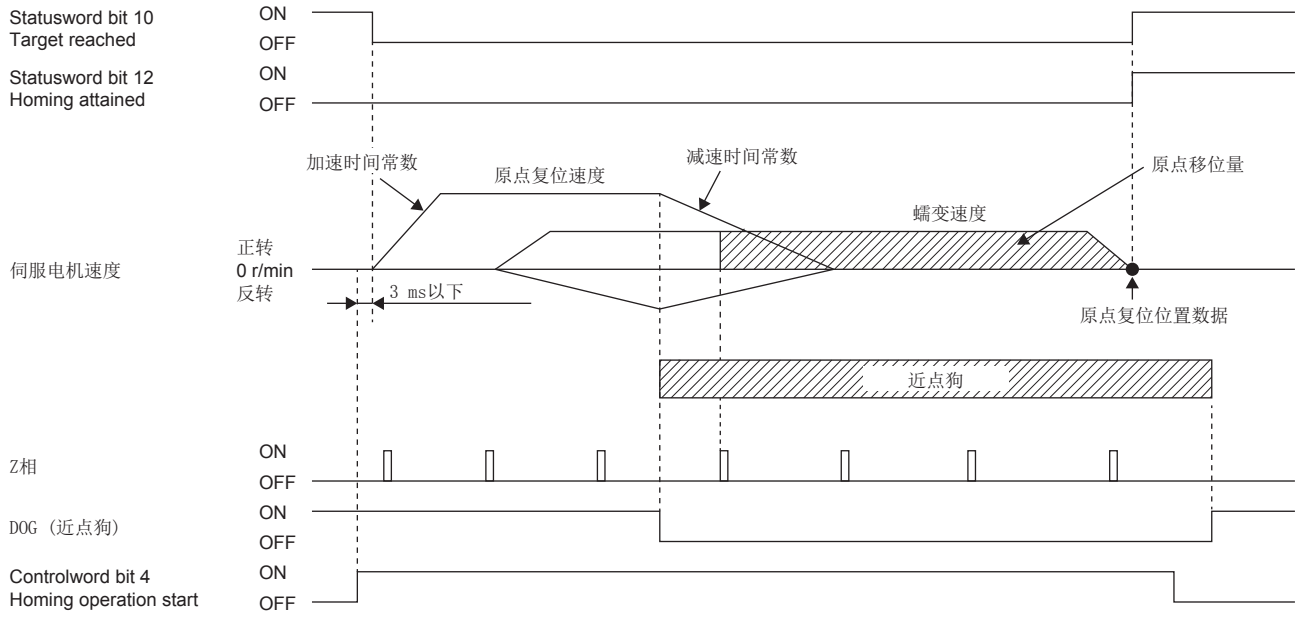 Statusword bit 10
Target reached
ON
OFF
Statusword bit 12
Homing attained
ON
OFF
加速时间常数
原点复位速度
减速时间常数
原点移位量
蠕变速度
伺服电机速度
正转
0 r/min
反转
3 ms以下
原点复位位置数据
近点狗
Z相
ON
OFF
DOG (近点狗)
ON
OFF
Controlword bit 4
Homing operation start
ON
OFF